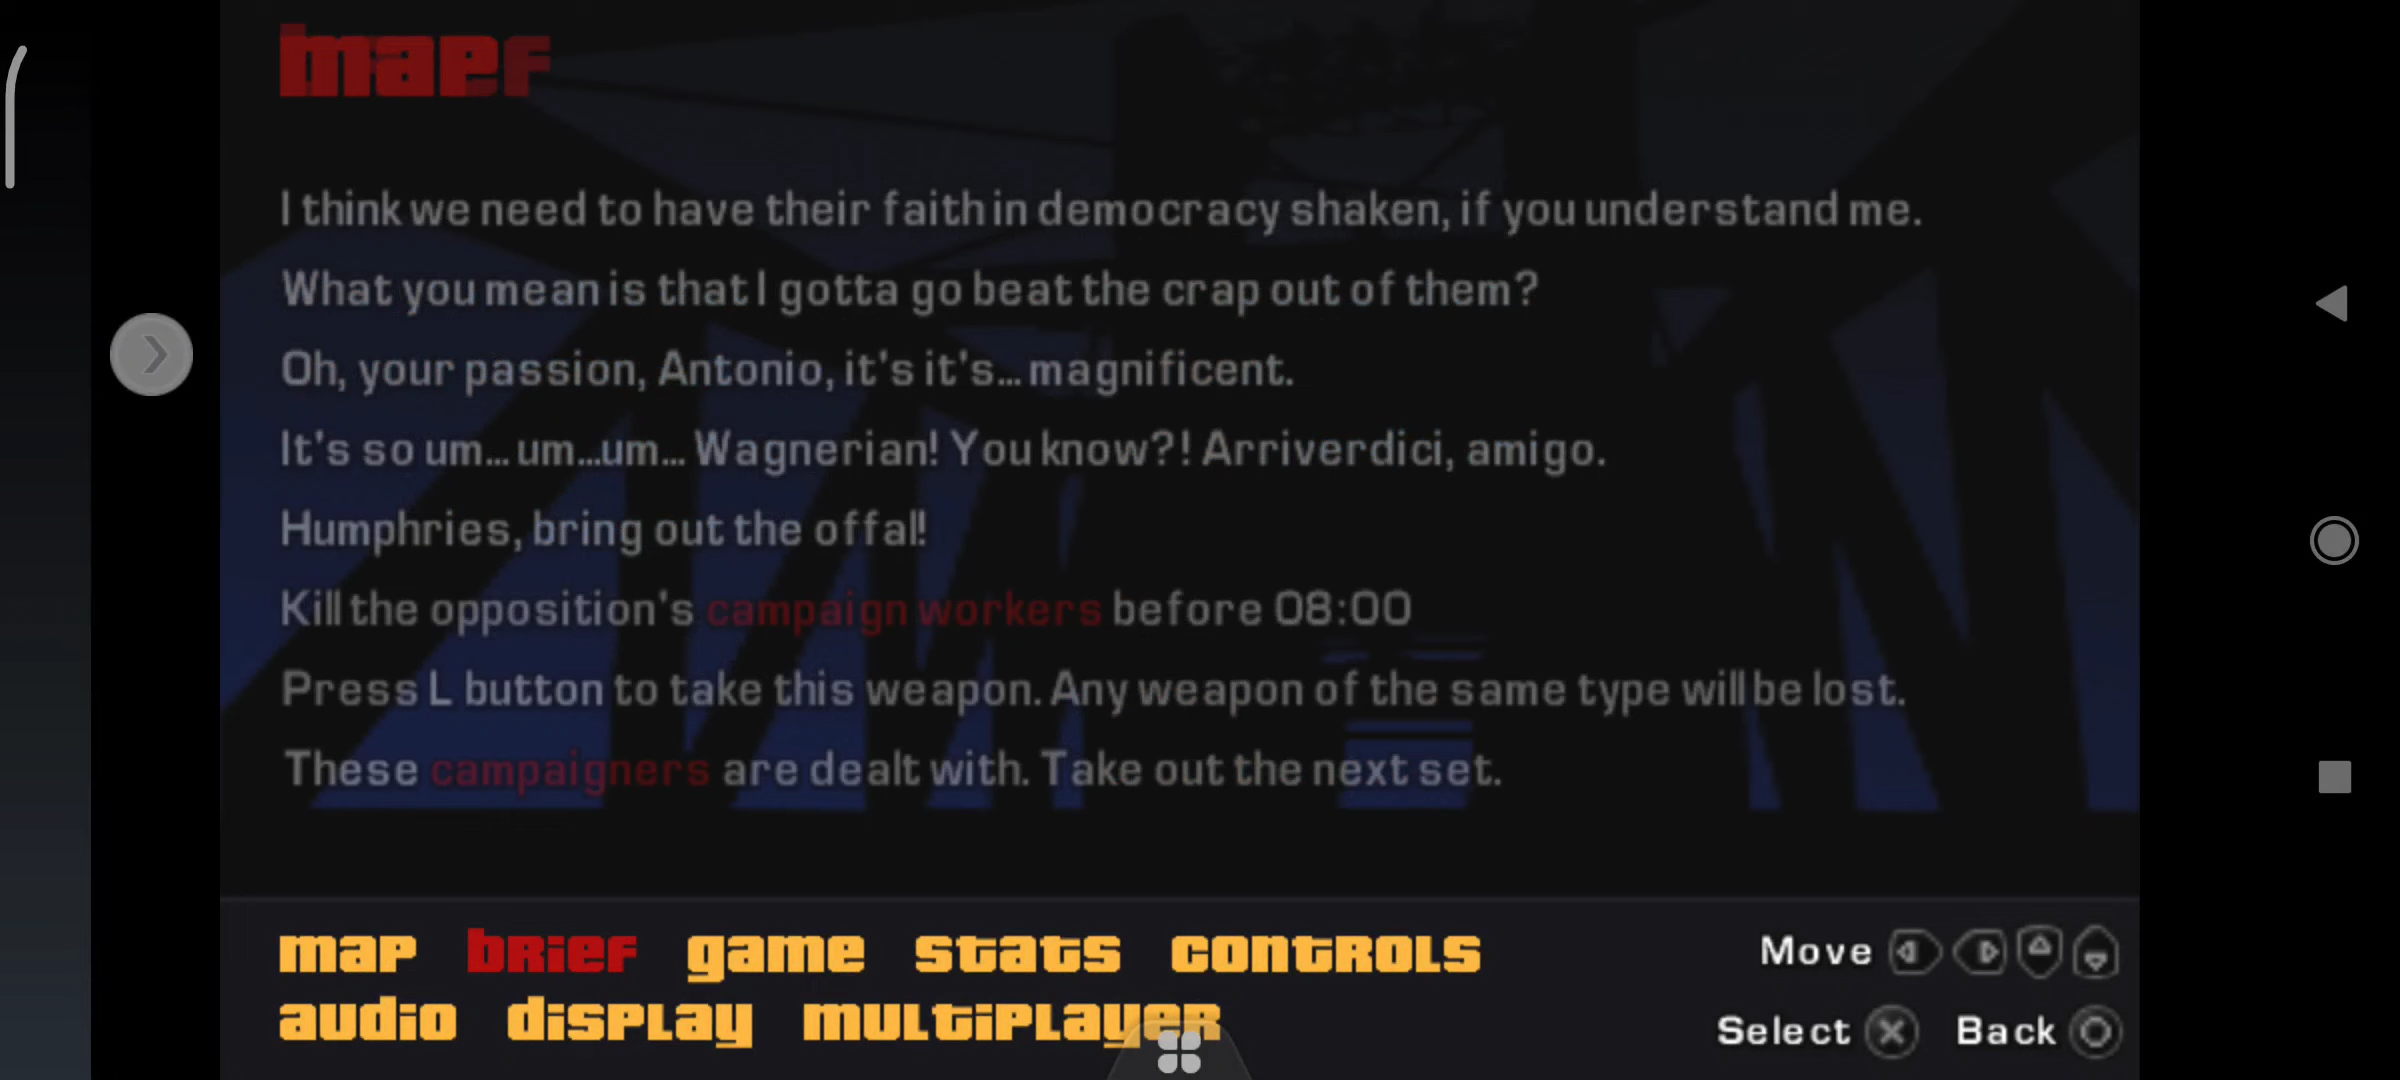 I think we need to have their faith in democracy shaken, if you understand me.
What you mean is that I gotta go beat the crap out of them?
Oh, your passion, Antonio, it's it's... magnificent.
It's so um... um...um... Wagnerian! You know?! Arriverdici, amigo.
Humphries, bring out the offal!
Kill the opposition's campaign workers before 08:00
Press L button to take this weapon. Any weapon of the same type will be lost.
These campaigners are dealt with. Take out the next set.
map brief game stats controls
Move
audio display multiplayer
Select Back